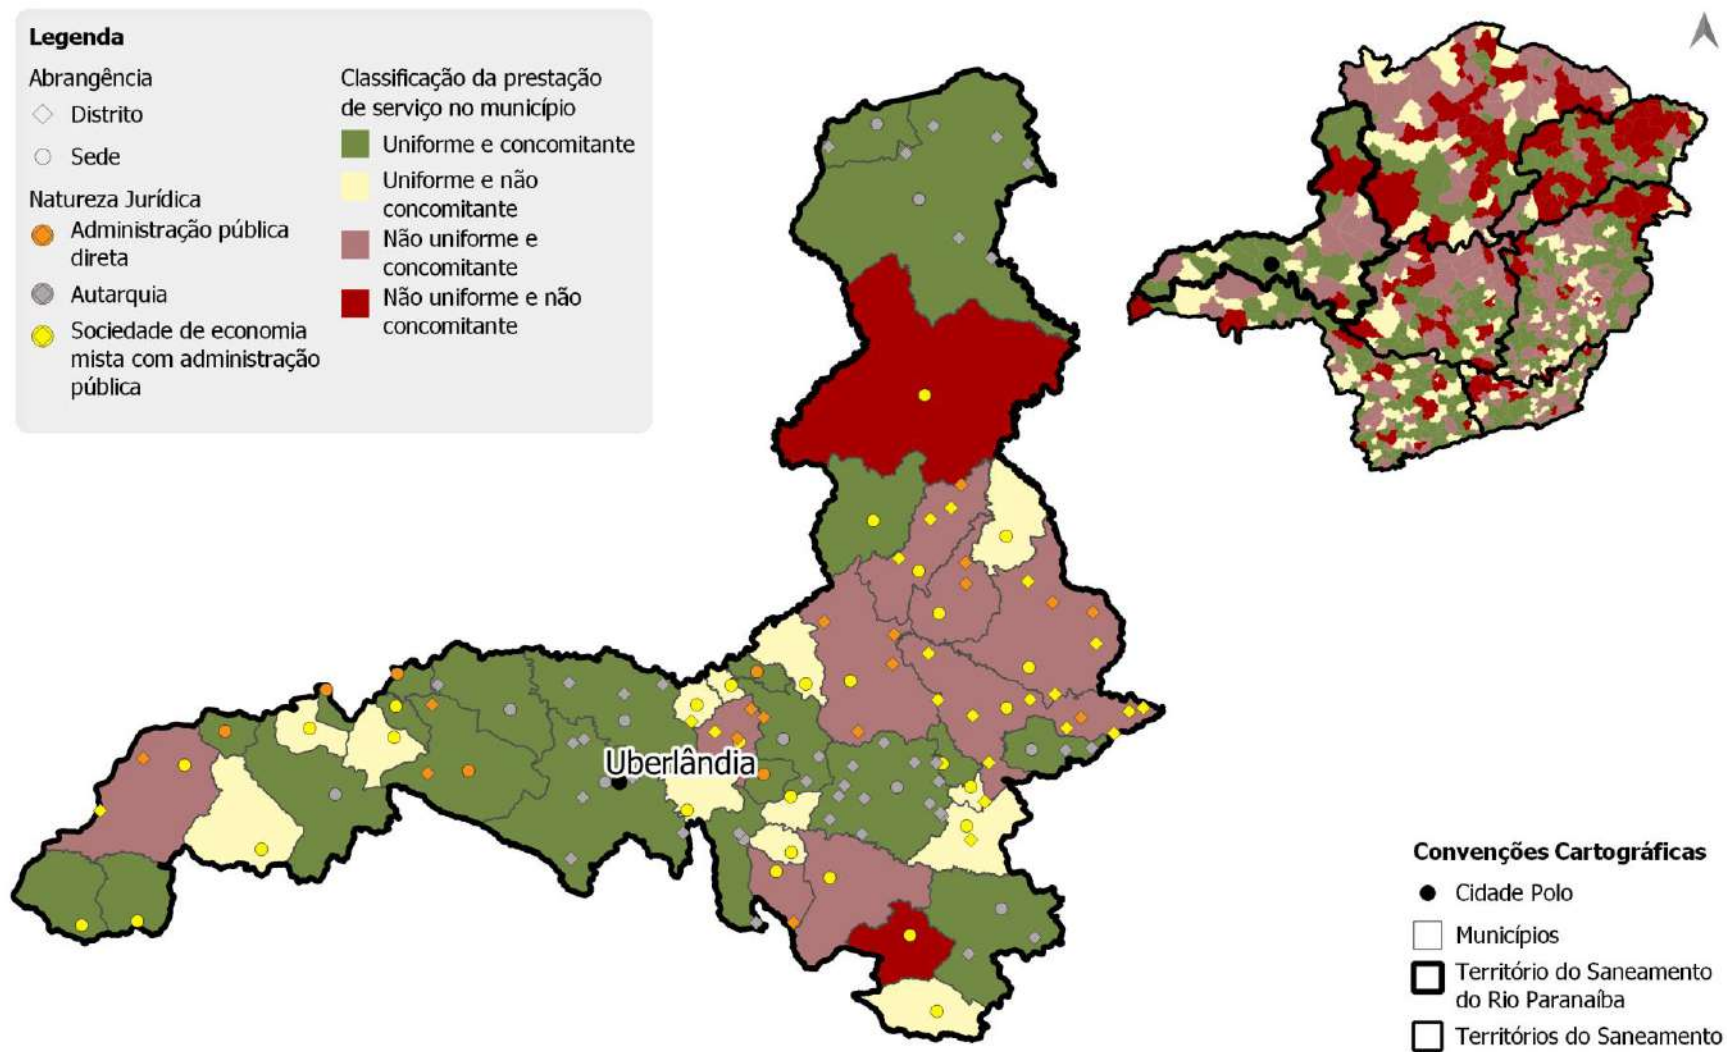 Legenda
Abrangência
Distrito
Sede
Natureza Jurídica
Administração pública
direta
Autarquia
Sociedade de economia
mista com administração
pública
Classificação da prestação
de serviço no município
Uniforme e concomitante
Uniforme e não
concomitante
Não uniforme e
concomitante
Não uniforme e não
concomitante
Uberlândia
Convenções Cartográficas
Cidade Polo
Municípios
Território do Saneamento
do Rio Paranaíba
Territórios do Saneamento